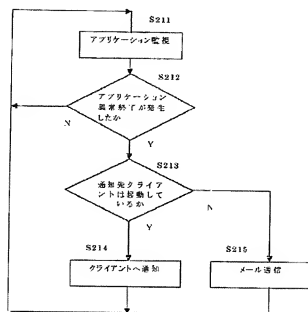 S211
アプリケーション監視
S212
アプリケーション
異常終了が発生
したか
N
Y
S213
通知先クライア
ントは起動して
いるか
N
Y
S214
S215
クライアントへ通知
メール送信